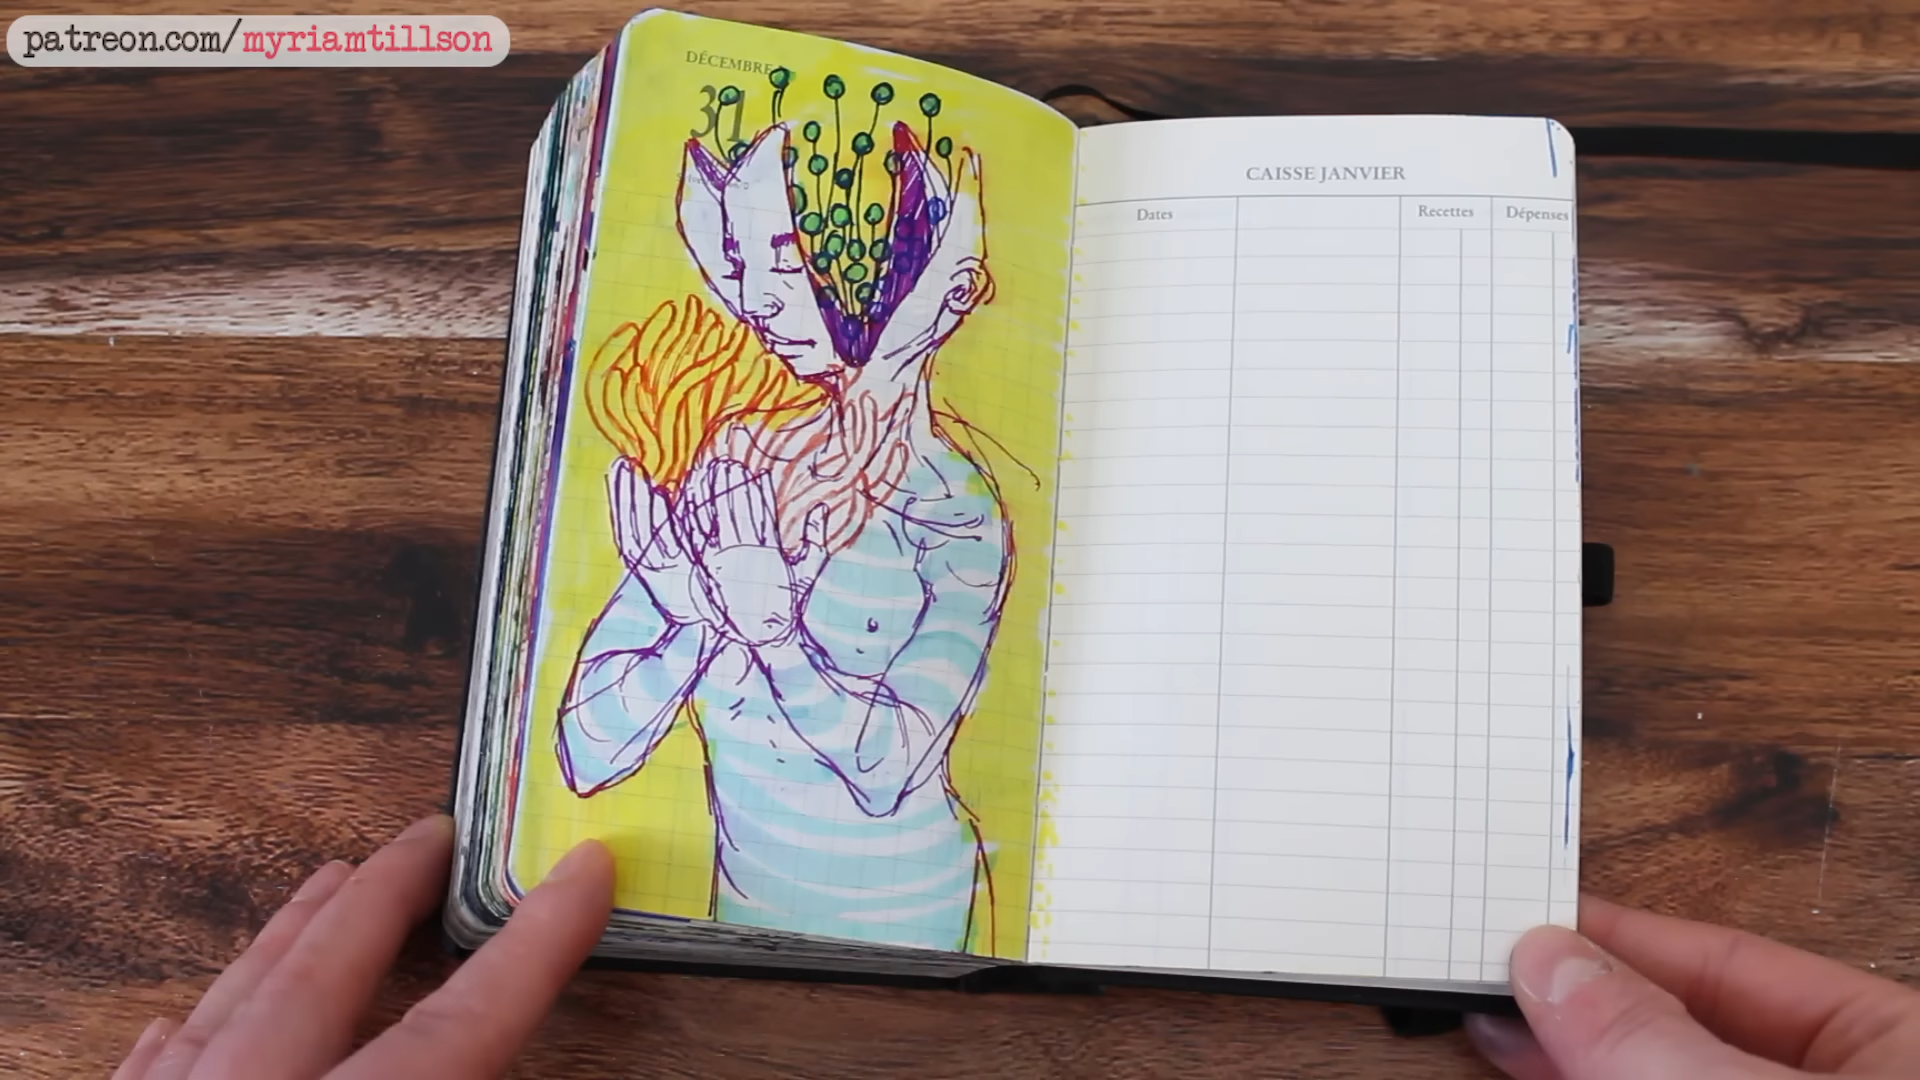 patreon.com/myriamtillson
DÉCEMBRE
31
CAISSE JANVIER
Dates Recettes Dépenses